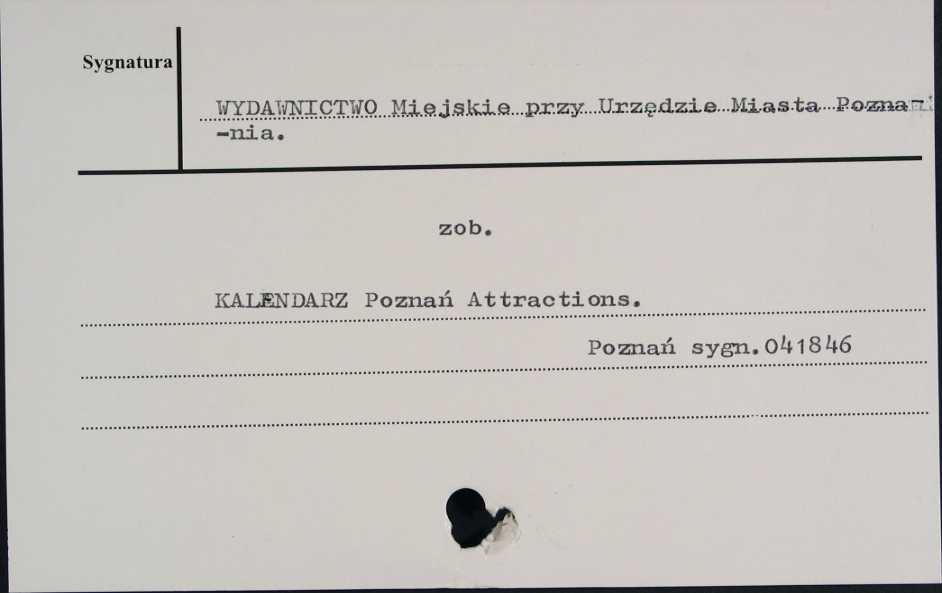 Sygnatura
WYDAWNICTWO Miejskie przy Urzędzie Miasta Pozna-
-nia.
zob.
KALENDARZ Poznań Attractions.
Poznań sygn.041846